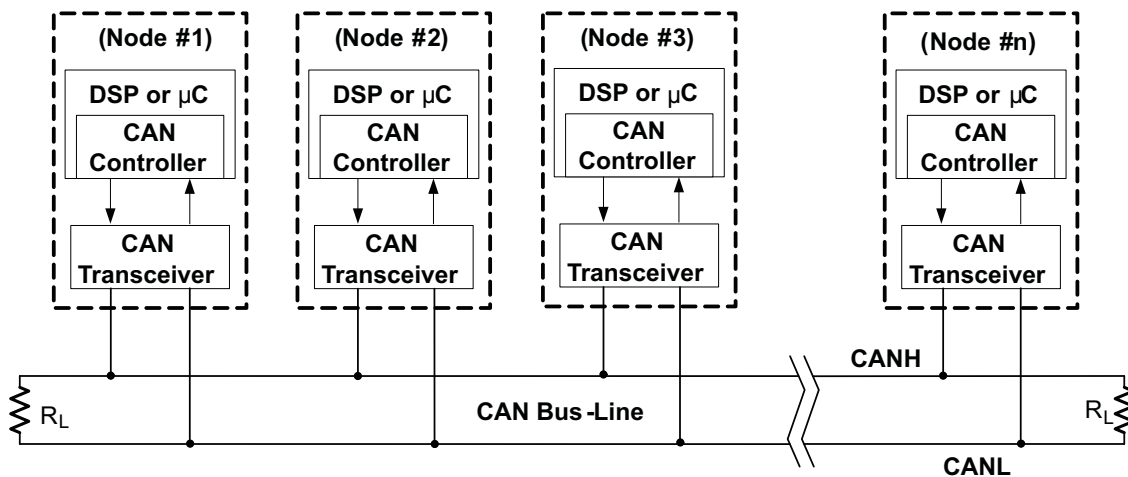 (Node #1)
DSP or µC
CAN
Controller
CAN
Transceiver
(Node #2)
DSP or µC
CAN
Controller
CAN
Transceiver
(Node #3)
DSP or µC
CAN
Controller
CAN
Transceiver
(Node #n)
DSP or µC
CAN
Controller
CAN
Transceiver
CANH
RL
CAN Bus-Line
RL
CANL